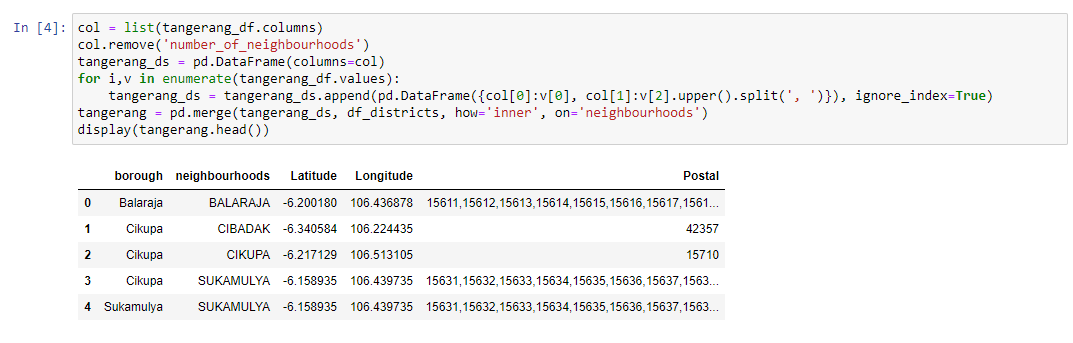 In [4]: col = list(tangerang_df.columns)
col.remove('number_of_neighbourhoods')
tangerang_ds = pd.DataFrame(columns=col)
for i,v in enumerate(tangerang_df.values):
    tangerang_ds = tangerang_ds.append(pd.DataFrame({col[0]:v[0], col[1]:v[2].upper().split(', ')}), ignore_index=True)
tangerang = pd.merge(tangerang_ds, df_districts, how='inner', on='neighbourhoods')
display(tangerang.head())
borough neighbourhoods Latitude Longitude Postal
0 Balaraja BALARAJA -6.200180 106.436878 15611,15612,15613,15614,15615,15616,15617,1561...
1 Cikupa CIBADAK -6.340584 106.224435 42357
2 Cikupa CIKUPA -6.217129 106.513105 15710
3 Cikupa SUKAMULYA -6.158935 106.439735 15631,15632,15633,15634,15635,15636,15637,1563...
4 Sukamulya SUKAMULYA -6.158935 106.439735 15631,15632,15633,15634,15635,15636,15637,1563...